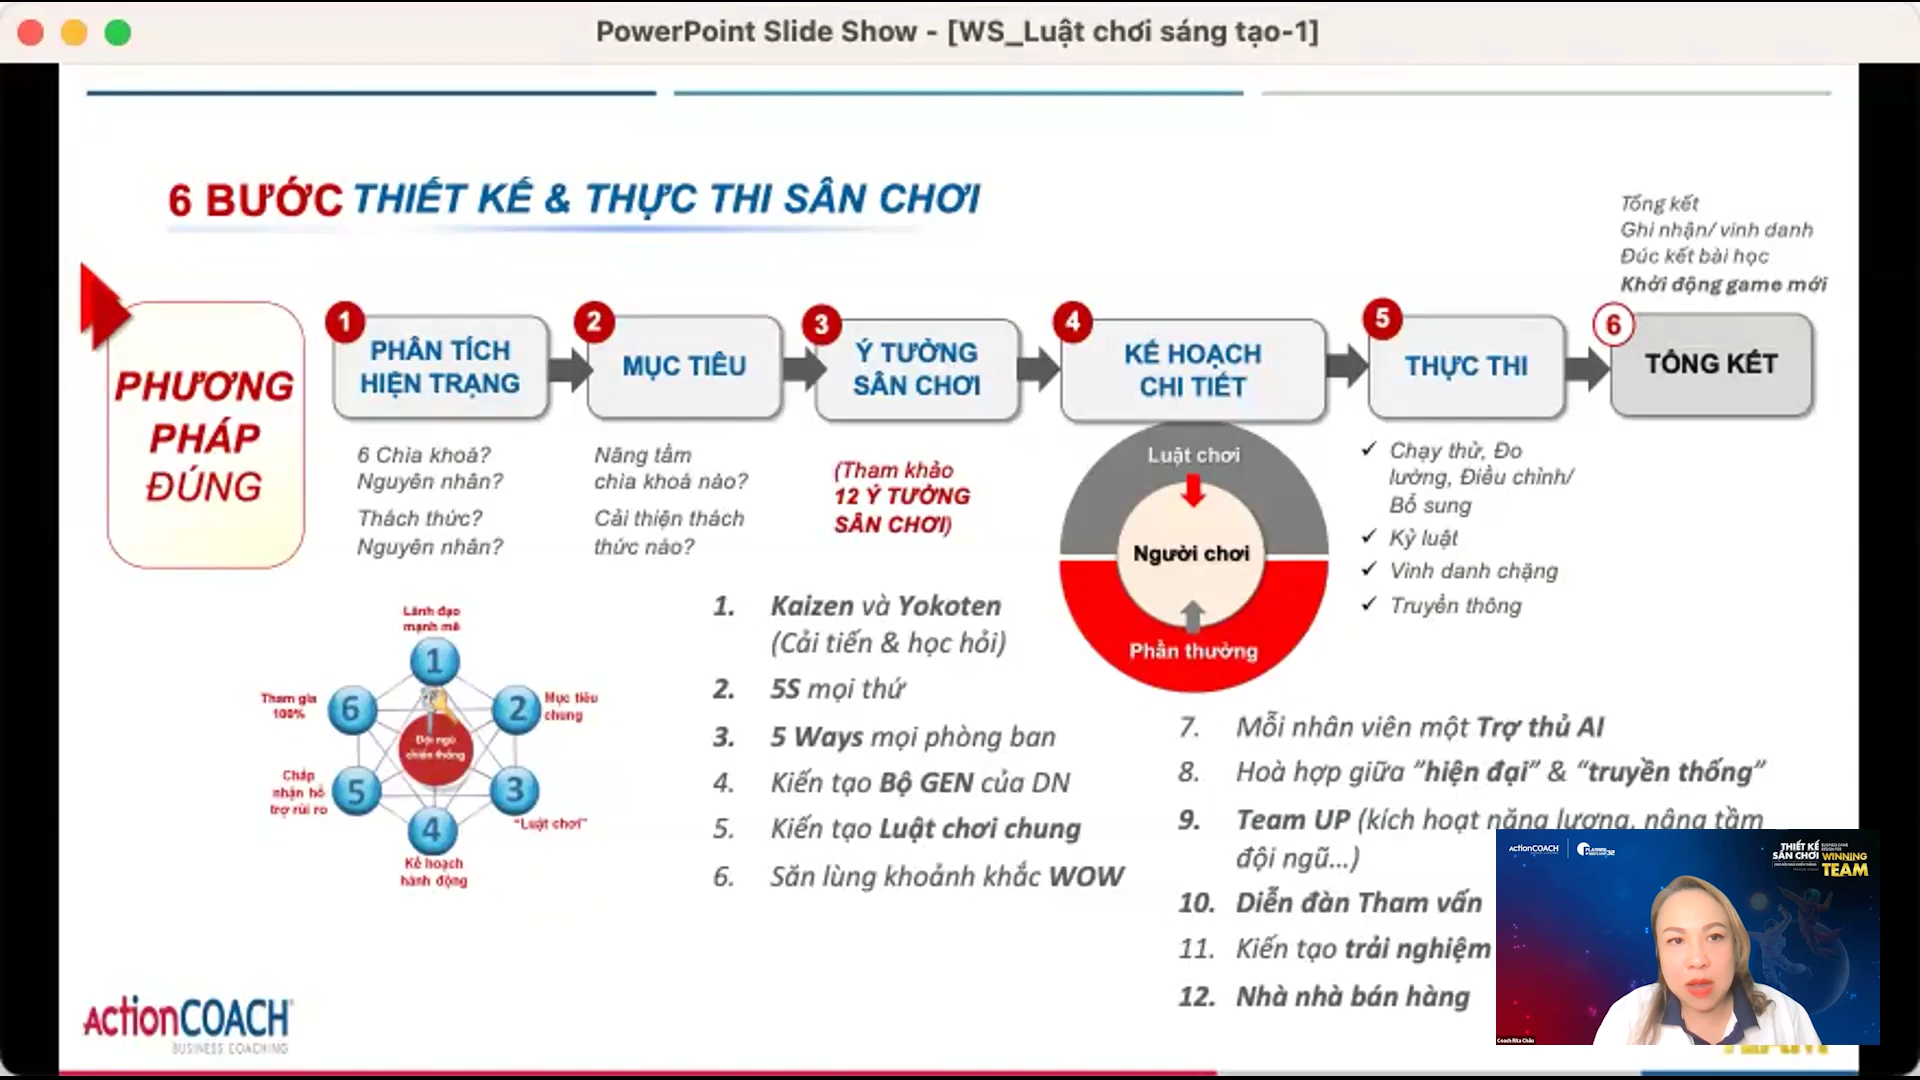 PowerPoint Slide Show - [WS_Luật chơi sáng tạo-1]
6 BƯỚC THIẾT KẾ & THỰC THI SÂN CHƠI
Tổng kết
Ghi nhận/ vinh danh
Đúc kết bài học
Khởi động game mới
PHƯƠNG
PHÁP
ĐÚNG
1
PHÂN TÍCH
HIỆN TRẠNG
2
MỤC TIÊU
3
Ý TƯỞNG
SÂN CHƠI
4
KẾ HOẠCH
CHI TIẾT
5
THỰC THI
6
TỔNG KẾT
6 Chìa khoá?
Nguyên nhân?
Thách thức?
Nguyên nhân?
Nâng tầm
chìa khoá nào?
Cải thiện thách
thức nào?
(Tham khảo
12 Ý TƯỞNG
SÂN CHƠI)
Luật chơi
Người chơi
Phần thưởng
✓ Chạy thử, Đo
lường, Điều chỉnh/
Bổ sung
✓ Kỷ luật
✓ Vinh danh chặng
✓ Truyền thông
Lãnh đạo
mạnh mẽ
1
Tham gia
100%
6
2
Mục tiêu
chung
Đội ngũ
chiến thắng
Chấp
nhận hỗ
trợ rủi ro
5
3
"Luật chơi"
4
Kế hoạch
hành động
1. Kaizen và Yokoten
(Cải tiến & học hỏi)
2. 5S mọi thứ
3. 5 Ways mọi phòng ban
4. Kiến tạo Bộ GEN của DN
5. Kiến tạo Luật chơi chung
6. Săn lùng khoảnh khắc WOW
7. Mỗi nhân viên một Trợ thủ AI
8. Hoà hợp giữa "hiện đại" & "truyền thống"
9. Team UP (kích hoạt năng lượng, nâng tầm
đội ngũ...)
10. Diễn đàn Tham vấn
11. Kiến tạo trải nghiệm
12. Nhà nhà bán hàng
ActionCOACH
BUSINESS COACHING
ActionCOACH
THIẾT KẾ
SÂN CHƠI
WINNING
TEAM
Coach Rita Châu